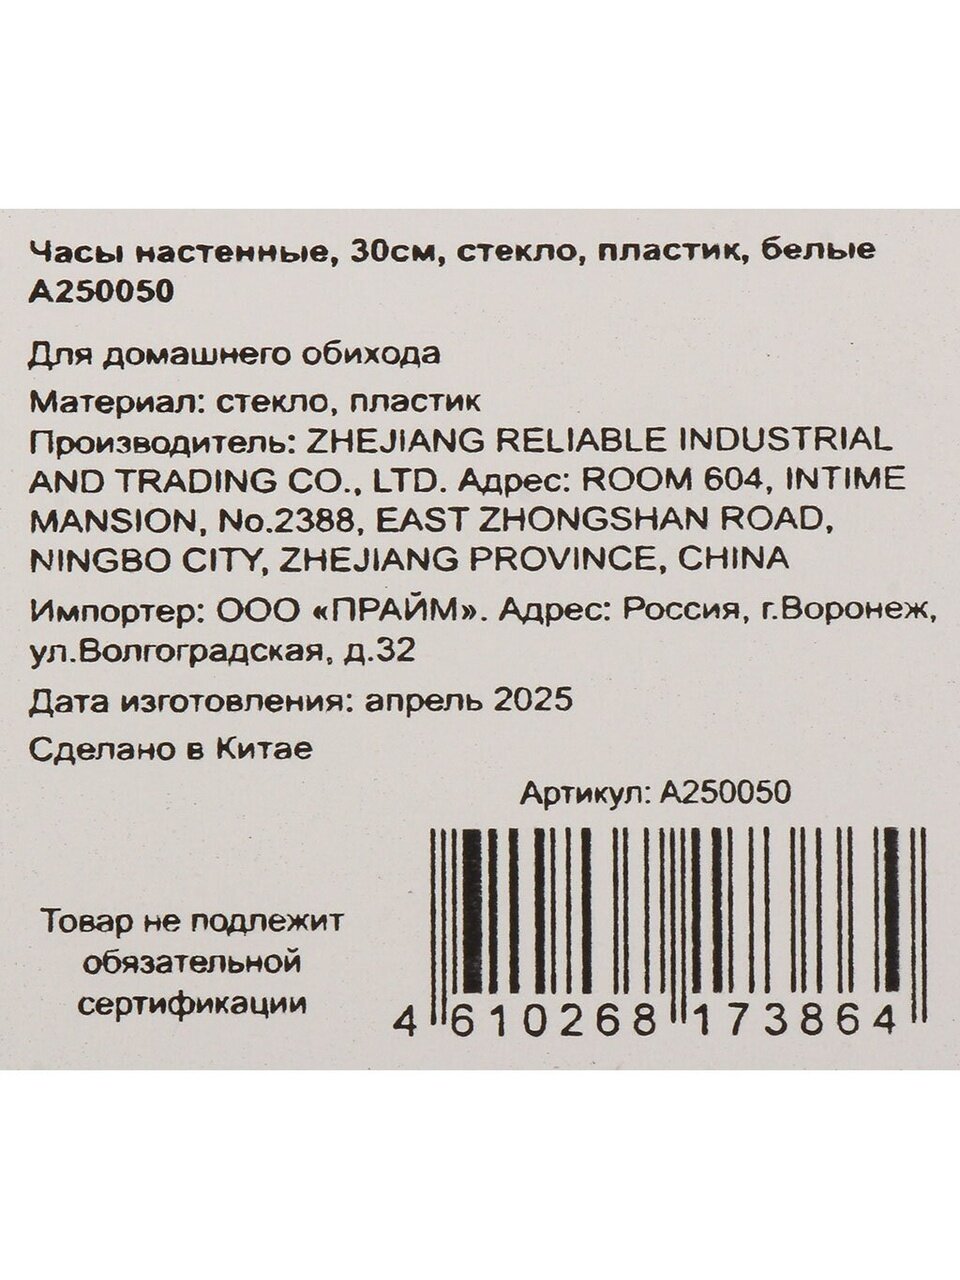 Часы настенные, 30см, стекло, пластик, белые
А250050
Для домашнего обихода
Материал: стекло, пластик
Производитель: ZHEJIANG RELIABLE INDUSTRIAL
AND TRADING CO., LTD. Адрес: ROOM 604, INTIME
MANSION, No.2388, EAST ZHONGSHAN ROAD,
NINGBO CITY, ZHEJIANG PROVINCE, CHINA
Импортер: ООО «ПРАЙМ». Адрес: Россия, г.Воронеж,
ул.Волгоградская, д.32
Дата изготовления: апрель 2025
Сделано в Китае
Артикул: А250050
Товар не подлежит
обязательной
сертификации
4 610268 173864